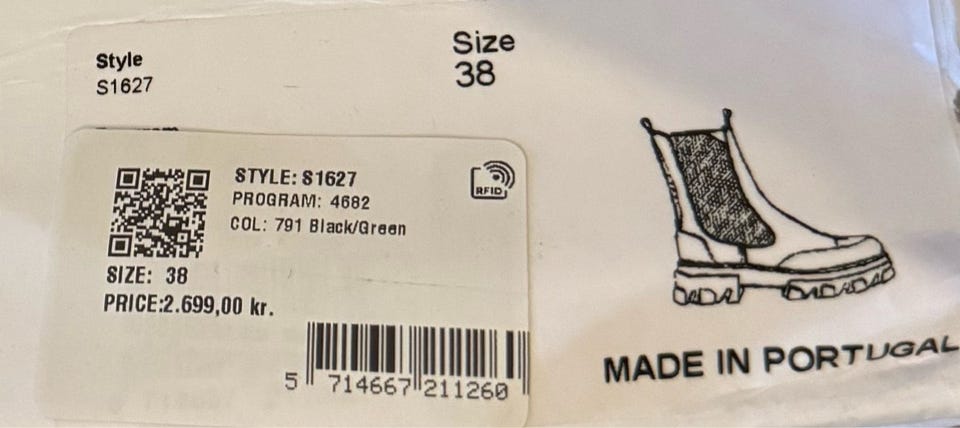 Style
S1627
Size
38
STYLE: S1627
PROGRAM: 4682
COL: 791 Black/Green
RFID
SIZE: 38
PRICE:2.699,00 kr.
5 714667 211260
MADE IN PORTUGAL